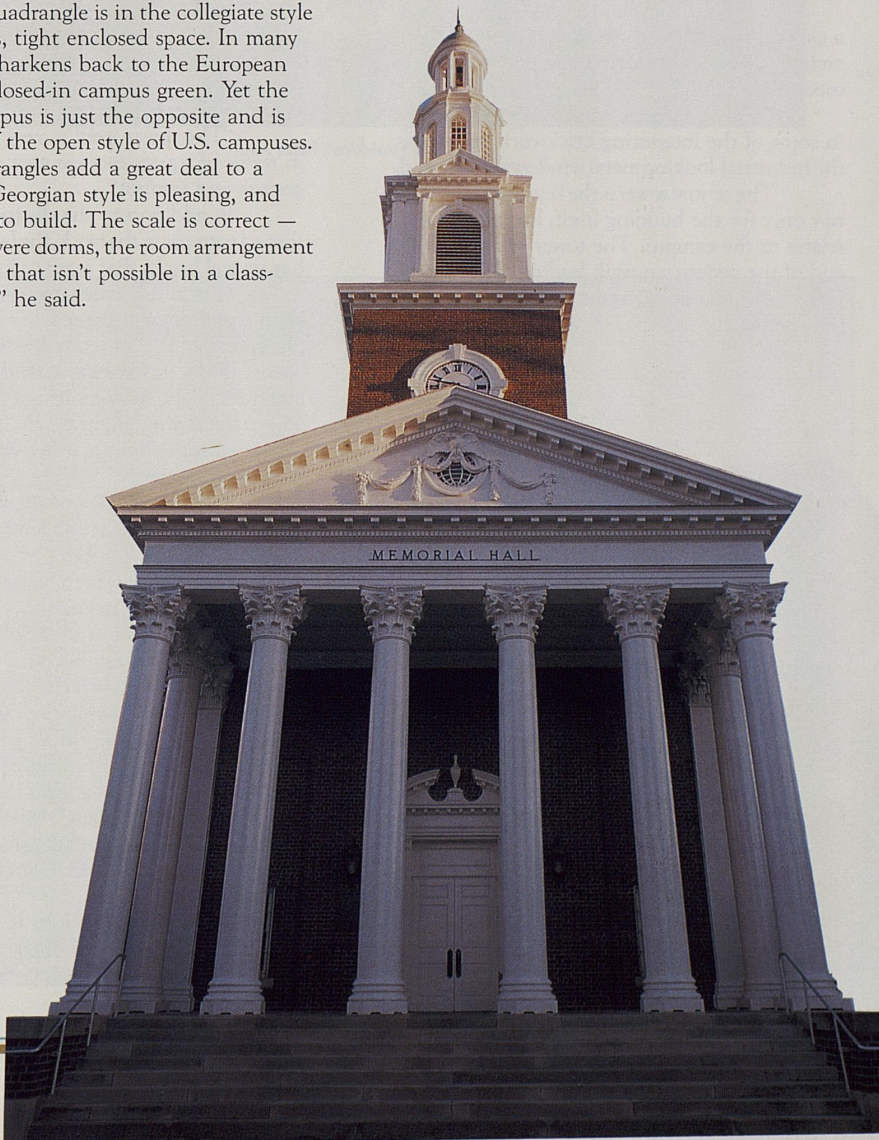 uadrangle is in the collegiate style
, tight enclosed space. In many
harkens back to the European
losed-in campus green. Yet the
pus is just the opposite and is
f the open style of U.S. campuses.
rangles add a great deal to a
Georgian style is pleasing, and
to build. The scale is correct —
were dorms, the room arrangement
that isn't possible in a class-
" he said.
MEMORIAL HALL